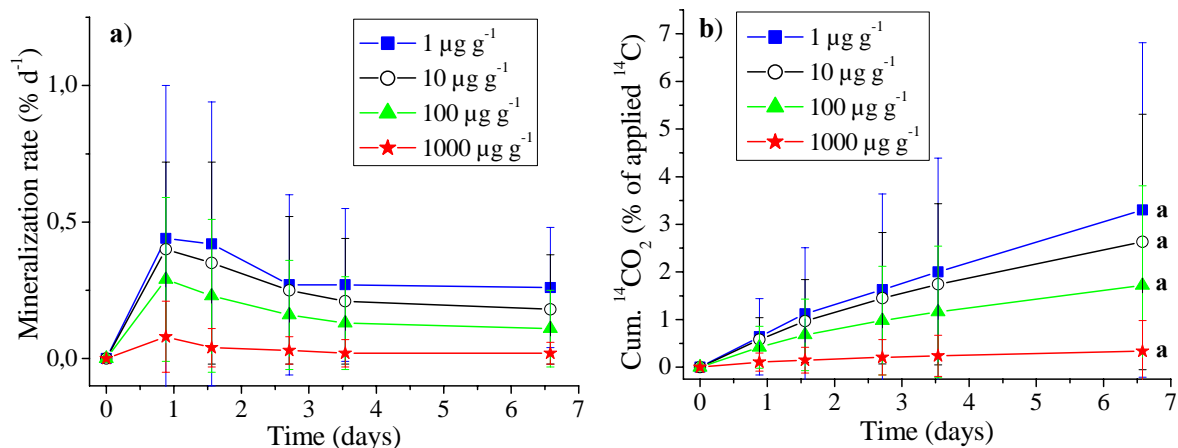 a)
1 µg g⁻¹
10 µg g⁻¹
100 µg g⁻¹
1000 µg g⁻¹
Mineralization rate (% d⁻¹)
1,0
0,5
0,0
0 1 2 3 4 5 6 7
Time (days)
b)
1 µg g⁻¹
10 µg g⁻¹
100 µg g⁻¹
1000 µg g⁻¹
Cum. ¹⁴CO₂ (% of applied ¹⁴C)
7
6
5
4
3
2
1
0
a
a
a
a
0 1 2 3 4 5 6 7
Time (days)